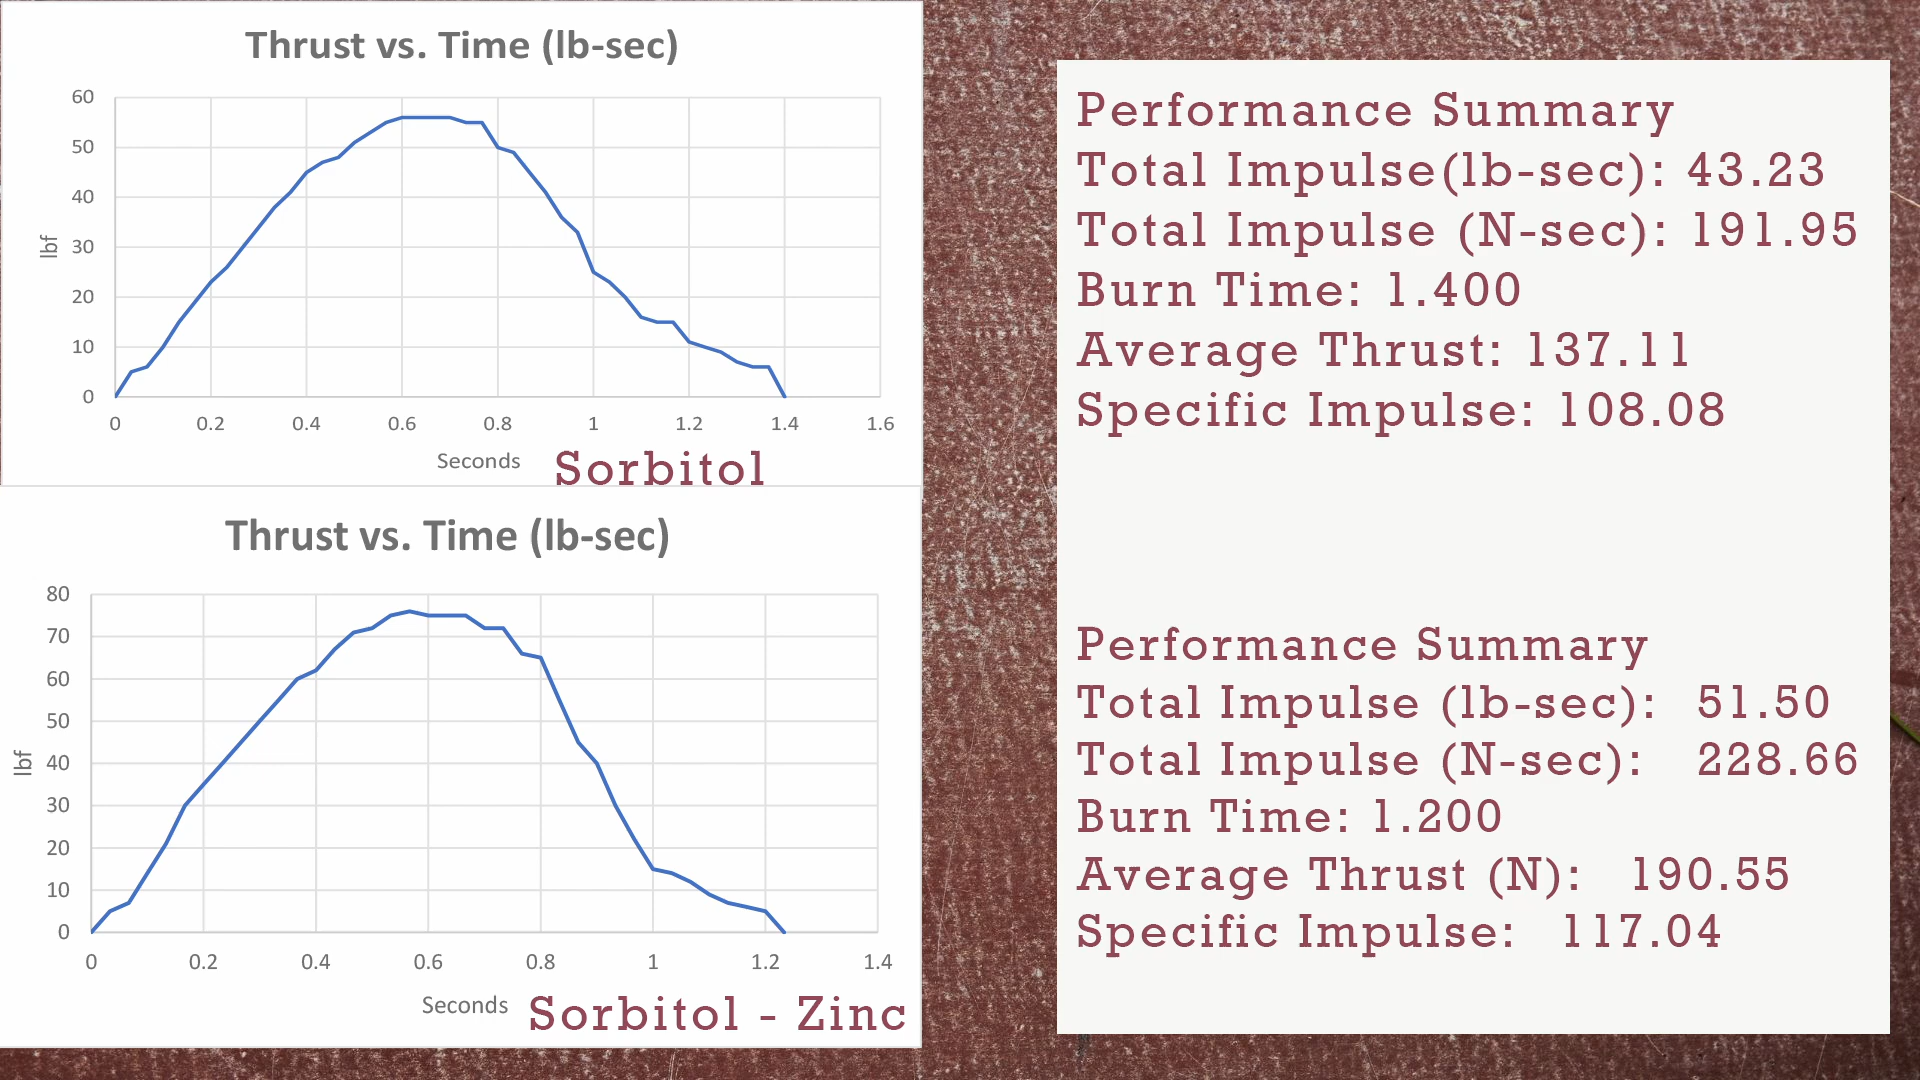 Thrust vs. Time (lb-sec)
60
50
40
30
20
10
0
lbf
0 0.2 0.4 0.6 0.8 1 1.2 1.4 1.6
Seconds
Sorbitol
Thrust vs. Time (lb-sec)
80
70
60
50
40
30
20
10
0
lbf
0 0.2 0.4 0.6 0.8 1 1.2 1.4
Seconds
Sorbitol - Zinc
Performance Summary
Total Impulse(lb-sec): 43.23
Total Impulse (N-sec): 191.95
Burn Time: 1.400
Average Thrust: 137.11
Specific Impulse: 108.08
Performance Summary
Total Impulse (lb-sec): 51.50
Total Impulse (N-sec): 228.66
Burn Time: 1.200
Average Thrust (N): 190.55
Specific Impulse: 117.04